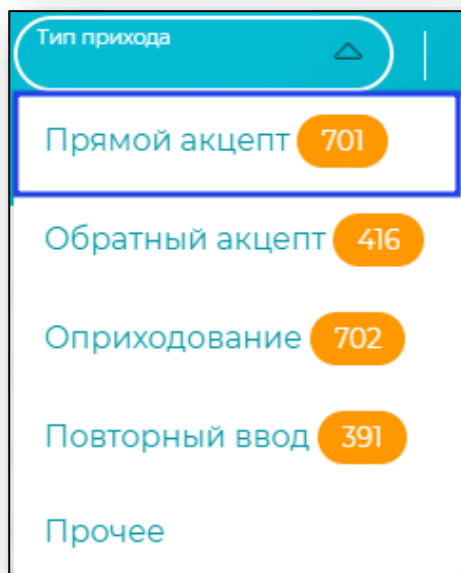 Тип прихода
Прямой акцепт 701
Обратный акцепт 416
Оприходование 702
Повторный ввод 391
Прочее